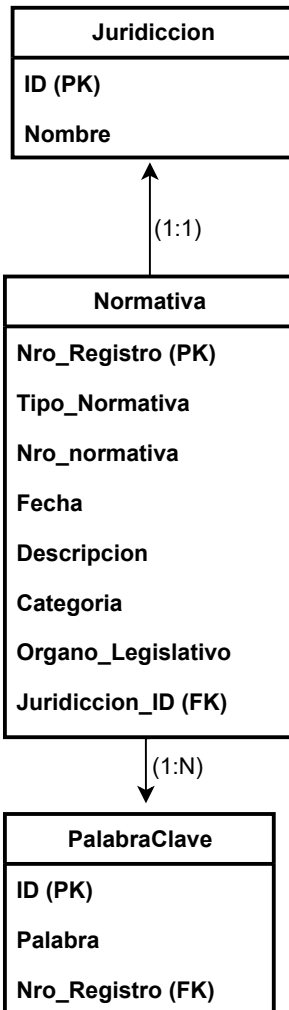 Juridiccion
ID (PK)
Nombre
(1:1)
Normativa
Nro_Registro (PK)
Tipo_Normativa
Nro_normativa
Fecha
Descripcion
Categoria
Organo_Legislativo
Juridiccion_ID (FK)
(1:N)
PalabraClave
ID (PK)
Palabra
Nro_Registro (FK)